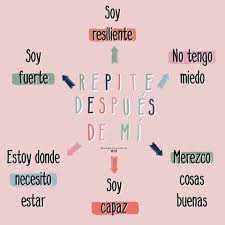 Soy
resiliente
Soy
fuerte
No tengo
miedo
REPITE
DESPUÉS
DE MÍ
Estoy donde
necesito
estar
Soy
capaz
Merezco
cosas
buenas